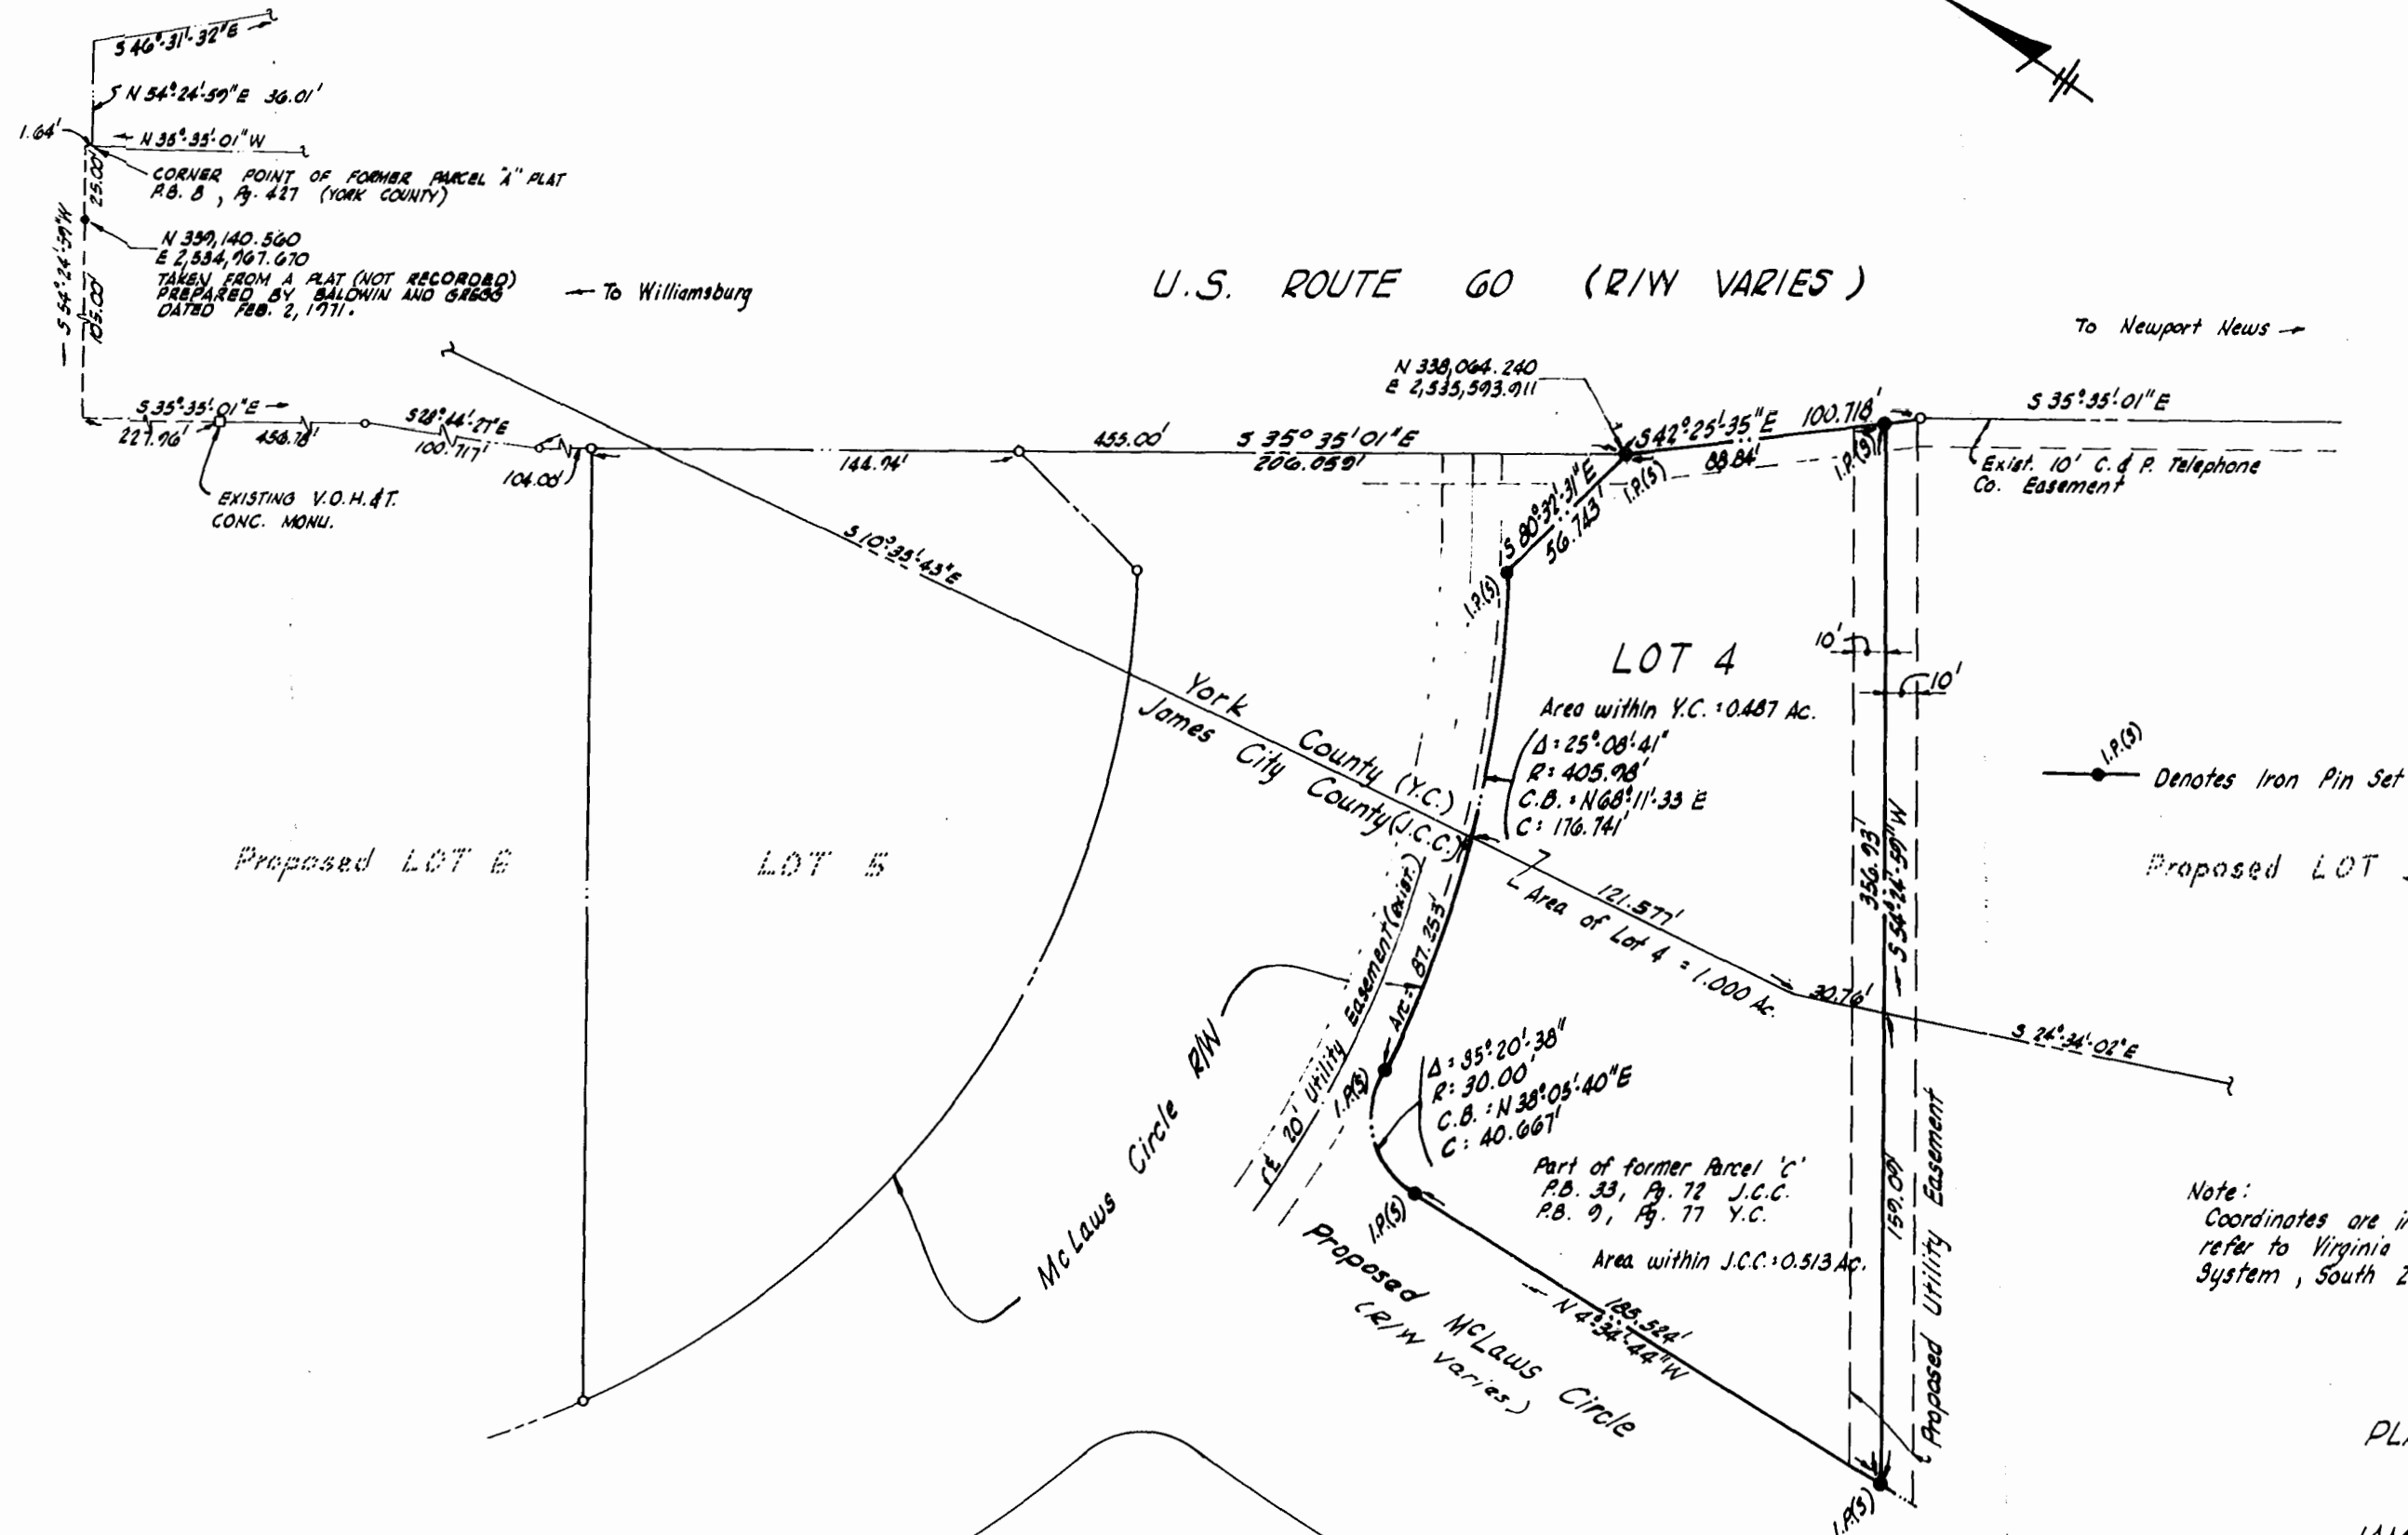 S 46°-31'-32"E
N 54°-24'-59"E 36.01'
1.64'
N 35°-35'-01"W
CORNER POINT OF FORMER PARCEL "A" PLAT
P.B. 8, Pg. 427 (YORK COUNTY)
25.00'
S 54°-24'-59"W
105.00'
N 339,140.560
E 2,534,967.670
TAKEN FROM A PLAT (NOT RECORDED)
PREPARED BY BALDWIN AND GREGG
DATED FEB. 2, 1971.
To Williamsburg
U.S. ROUTE 60 (R/W VARIES)
To Newport News
S 35°-35'-01"E
227.96'
458.78'
S28°-44'-27"E
100.717'
104.00'
EXISTING V.D.H.&T.
CONC. MONU.
144.94'
455.00'
S 35° 35' 01"E
206.059'
N 338,064.240
E 2,535,593.911
S42°-25'-35"E 100.718'
88.84'
I.P.(S)
I.P.(S)
S 35°-35'-01"E
Exist. 10' C. & P. Telephone
Co. Easement
S 80°-32'-31"E
56.743'
I.P.(S)
S 10°-35'-43"E
LOT 4
Area within Y.C. = 0.487 AC.
Δ = 25°-08'-41"
R = 405.98'
C.B. = N68°-11'-33 E
C = 176.741'
10'
10'
I.P.(S)
Denotes Iron Pin Set
York County (Y.C.)
James City County (J.C.C.)
Proposed LOT 6
LOT 5
Proposed LOT
356.93'
S 54°-24'-59"W
121.577'
Area of Lot 4 = 1.000 Ac.
30.76'
S 24°-34'-02"E
Arc = 87.253'
℄ 20' Utility Easement (exist.)
McLaws Circle R/W
I.P.(S)
Δ = 85°-20'-38"
R = 30.00'
C.B. = N 38°-05'-40"E
C = 40.667'
I.P.(S)
Part of former Parcel 'C'
P.B. 33, Pg. 72 J.C.C.
P.B. 9, Pg. 77 Y.C.
Area within J.C.C. = 0.513 Ac.
159.09'
Proposed Utility Easement
Proposed McLaws Circle
(R/W varies)
185.524'
N 4°-34'-44"W
I.P.(S)
Note:
Coordinates are
refer to Virginia
System, South